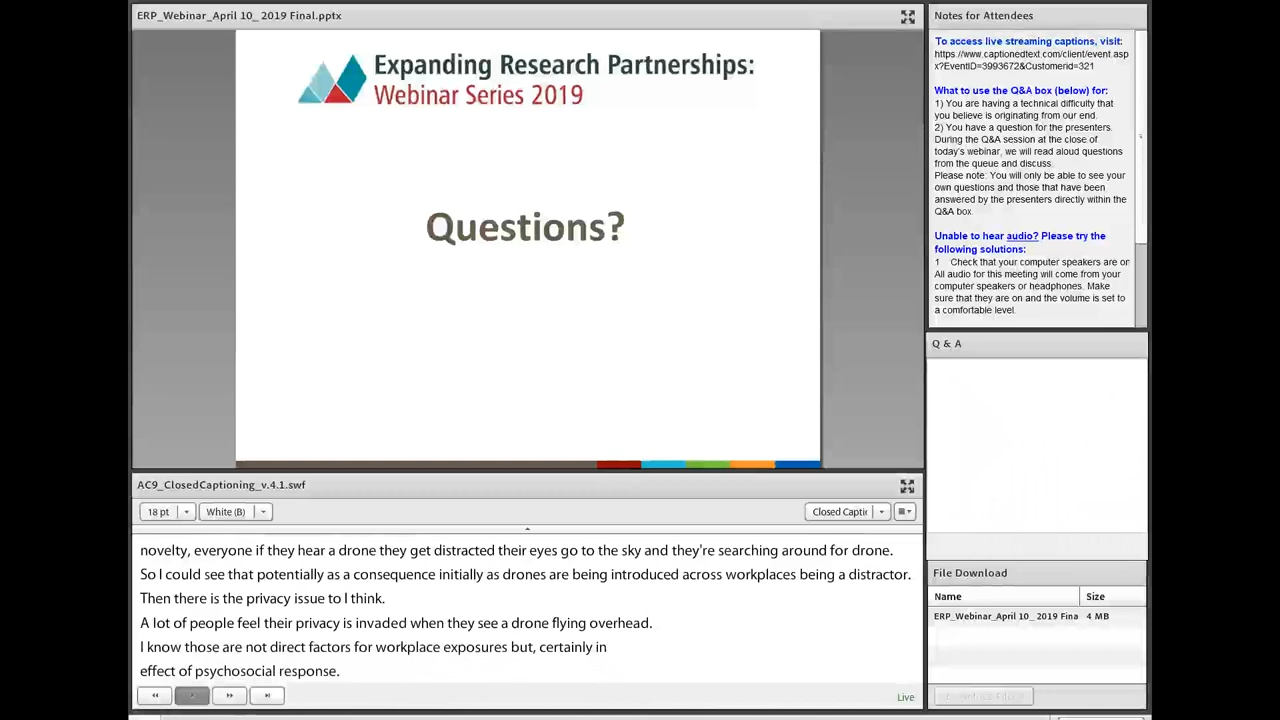 ERP_Webinar_April 10_ 2019 Final.pptx
Expanding Research Partnerships:
Webinar Series 2019
Questions?
AC9_ClosedCaptioning_v.4.1.swf
18 pt
White (B)
Closed Captic
novelty, everyone if they hear a drone they get distracted their eyes go to the sky and they're searching around for drone.
So I could see that potentially as a consequence initially as drones are being introduced across workplaces being a distractor.
Then there is the privacy issue to I think.
A lot of people feel their privacy is invaded when they see a drone flying overhead.
I know those are not direct factors for workplace exposures but, certainly in
effect of psychosocial response.
Live
Notes for Attendees
To access live streaming captions, visit:
https://www.captionedtext.com/client/event.asp
x?EventID=3993672&Customerid=321
What to use the Q&A box (below) for:
1) You are having a technical difficulty that
you believe is originating from our end.
2) You have a question for the presenters.
During the Q&A session at the close of
today's webinar, we will read aloud questions
from the queue and discuss.
Please note: You will only be able to see your
own questions and those that have been
answered by the presenters directly within the
Q&A box.
Unable to hear audio? Please try the
following solutions:
1 Check that your computer speakers are on
All audio for this meeting will come from your
computer speakers or headphones. Make
sure that they are on and the volume is set to
a comfortable level.
Q & A
File Download
Name Size
ERP_Webinar_April 10_ 2019 Fina 4 MB